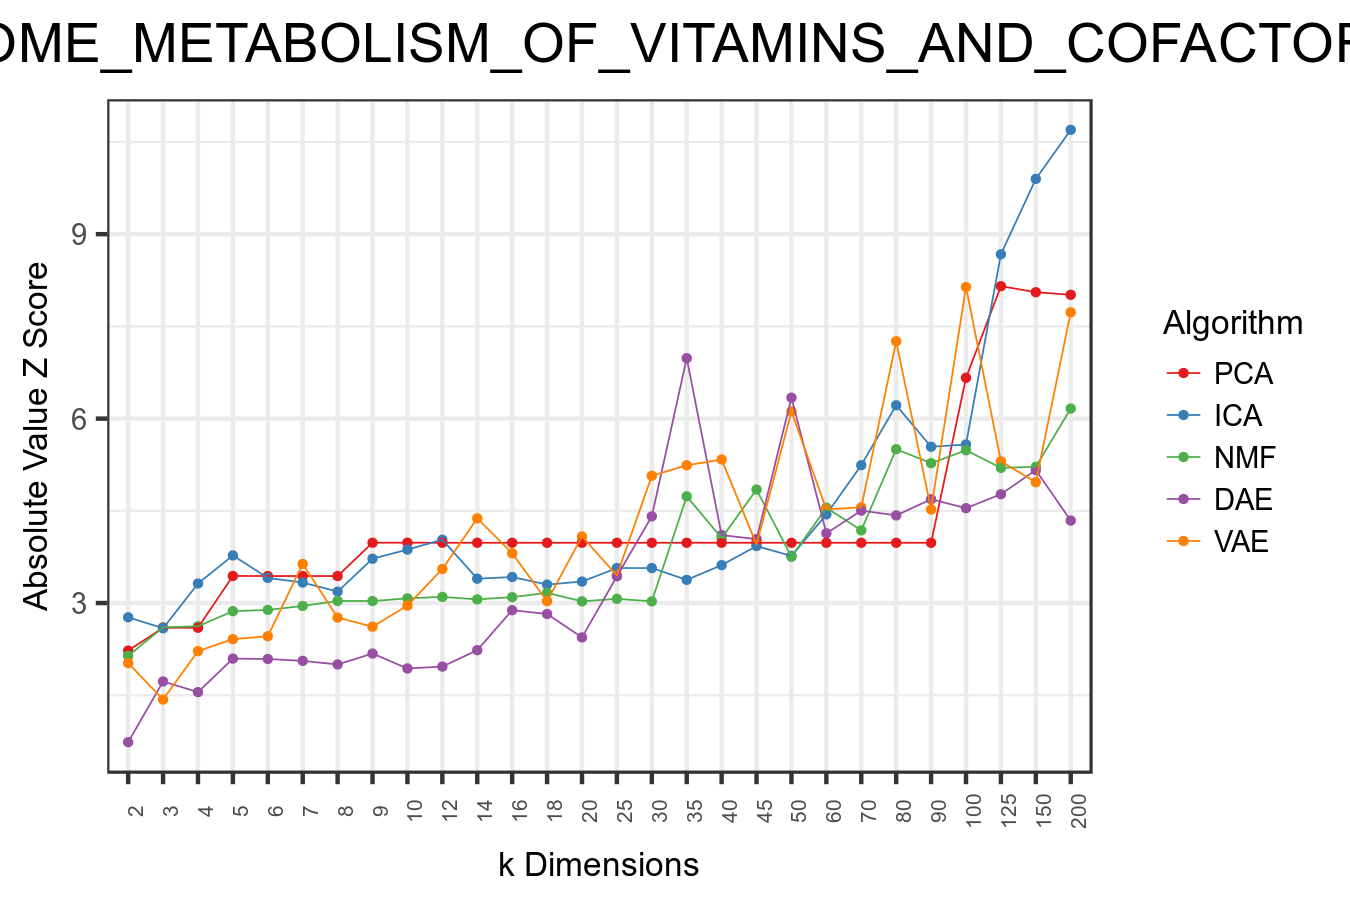 OME_METABOLISM_OF_VITAMINS_AND_COFACTOR
Absolute Value Z Score
9
6
3
2 3 4 5 6 7 8 9 10 12 14 16 18 20 25 30 35 40 45 50 60 70 80 90 100 125 150 200
k Dimensions
Algorithm
PCA
ICA
NMF
DAE
VAE